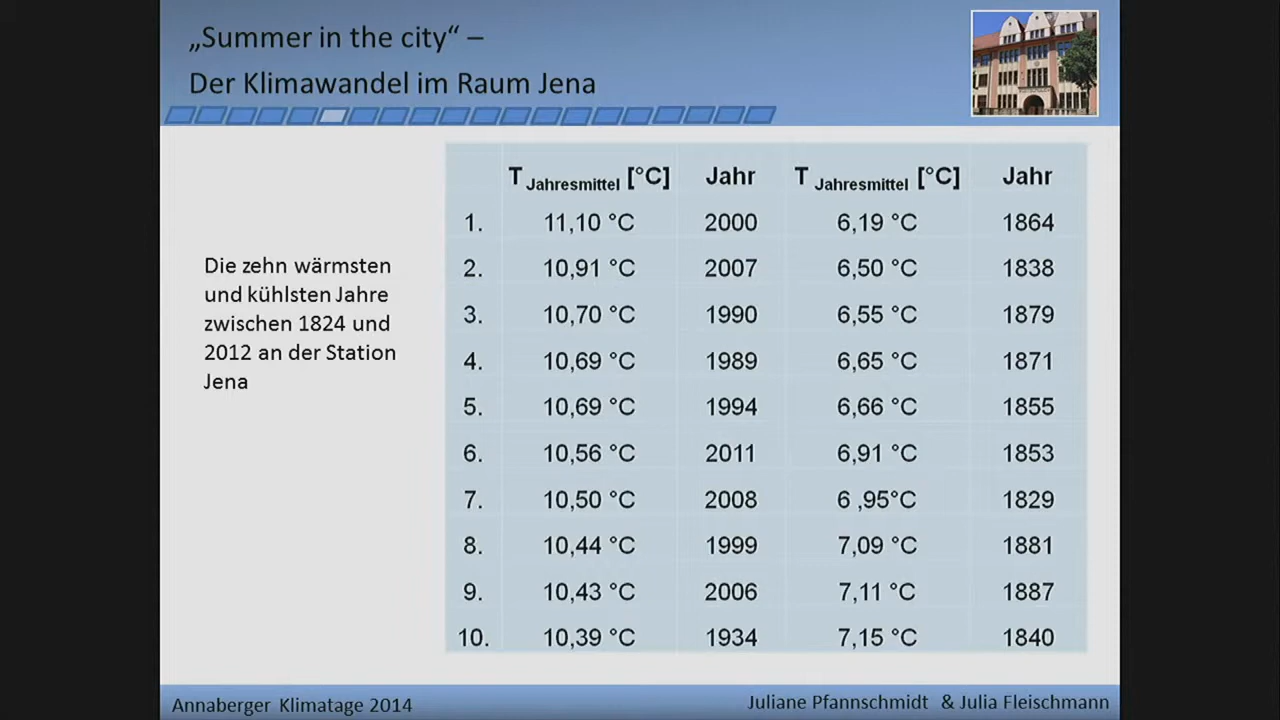 „Summer in the city“ –
Der Klimawandel im Raum Jena
Die zehn wärmsten
und kühlsten Jahre
zwischen 1824 und
2012 an der Station
Jena
T Jahresmittel [°C] Jahr T Jahresmittel [°C] Jahr
1. 11,10 °C 2000 6,19 °C 1864
2. 10,91 °C 2007 6,50 °C 1838
3. 10,70 °C 1990 6,55 °C 1879
4. 10,69 °C 1989 6,65 °C 1871
5. 10,69 °C 1994 6,66 °C 1855
6. 10,56 °C 2011 6,91 °C 1853
7. 10,50 °C 2008 6 ,95°C 1829
8. 10,44 °C 1999 7,09 °C 1881
9. 10,43 °C 2006 7,11 °C 1887
10. 10,39 °C 1934 7,15 °C 1840
Annaberger Klimatage 2014
Juliane Pfannschmidt & Julia Fleischmann